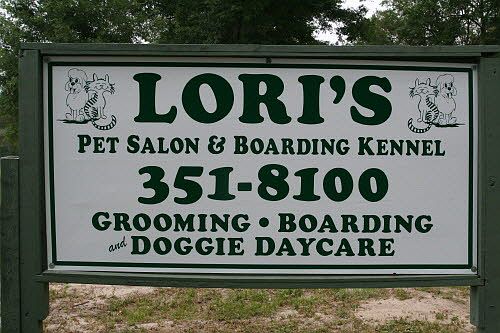 LORI'S
PET SALON & BOARDING KENNEL
351-8100
GROOMING • BOARDING
and DOGGIE DAYCARE